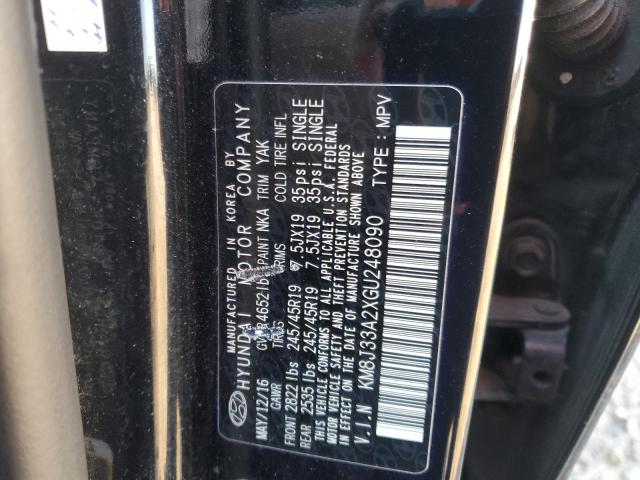 MANUFACTURED IN KOREA BY
HYUNDAI MOTOR COMPANY
MAY/12/16 GVWR4652lbs PAINT NKA TRIM YAK
GAWR TIRES RIMS COLD TIRE INFL
FRONT 2822 lbs 245/45R19 7.5JX19 35psi SINGLE
REAR 2535 lbs 245/45R19 7.5JX19 35psi SINGLE
THIS VEHICLE CONFORMS TO ALL APPLICABLE U.S.A. FEDERAL
MOTOR VEHICLE SAFETY AND THEFT PREVENTION STANDARDS
IN EFFECT ON THE DATE OF MANUFACTURE SHOWN ABOVE
V.I.N KM8J33A2XGU248090 TYPE : MPV